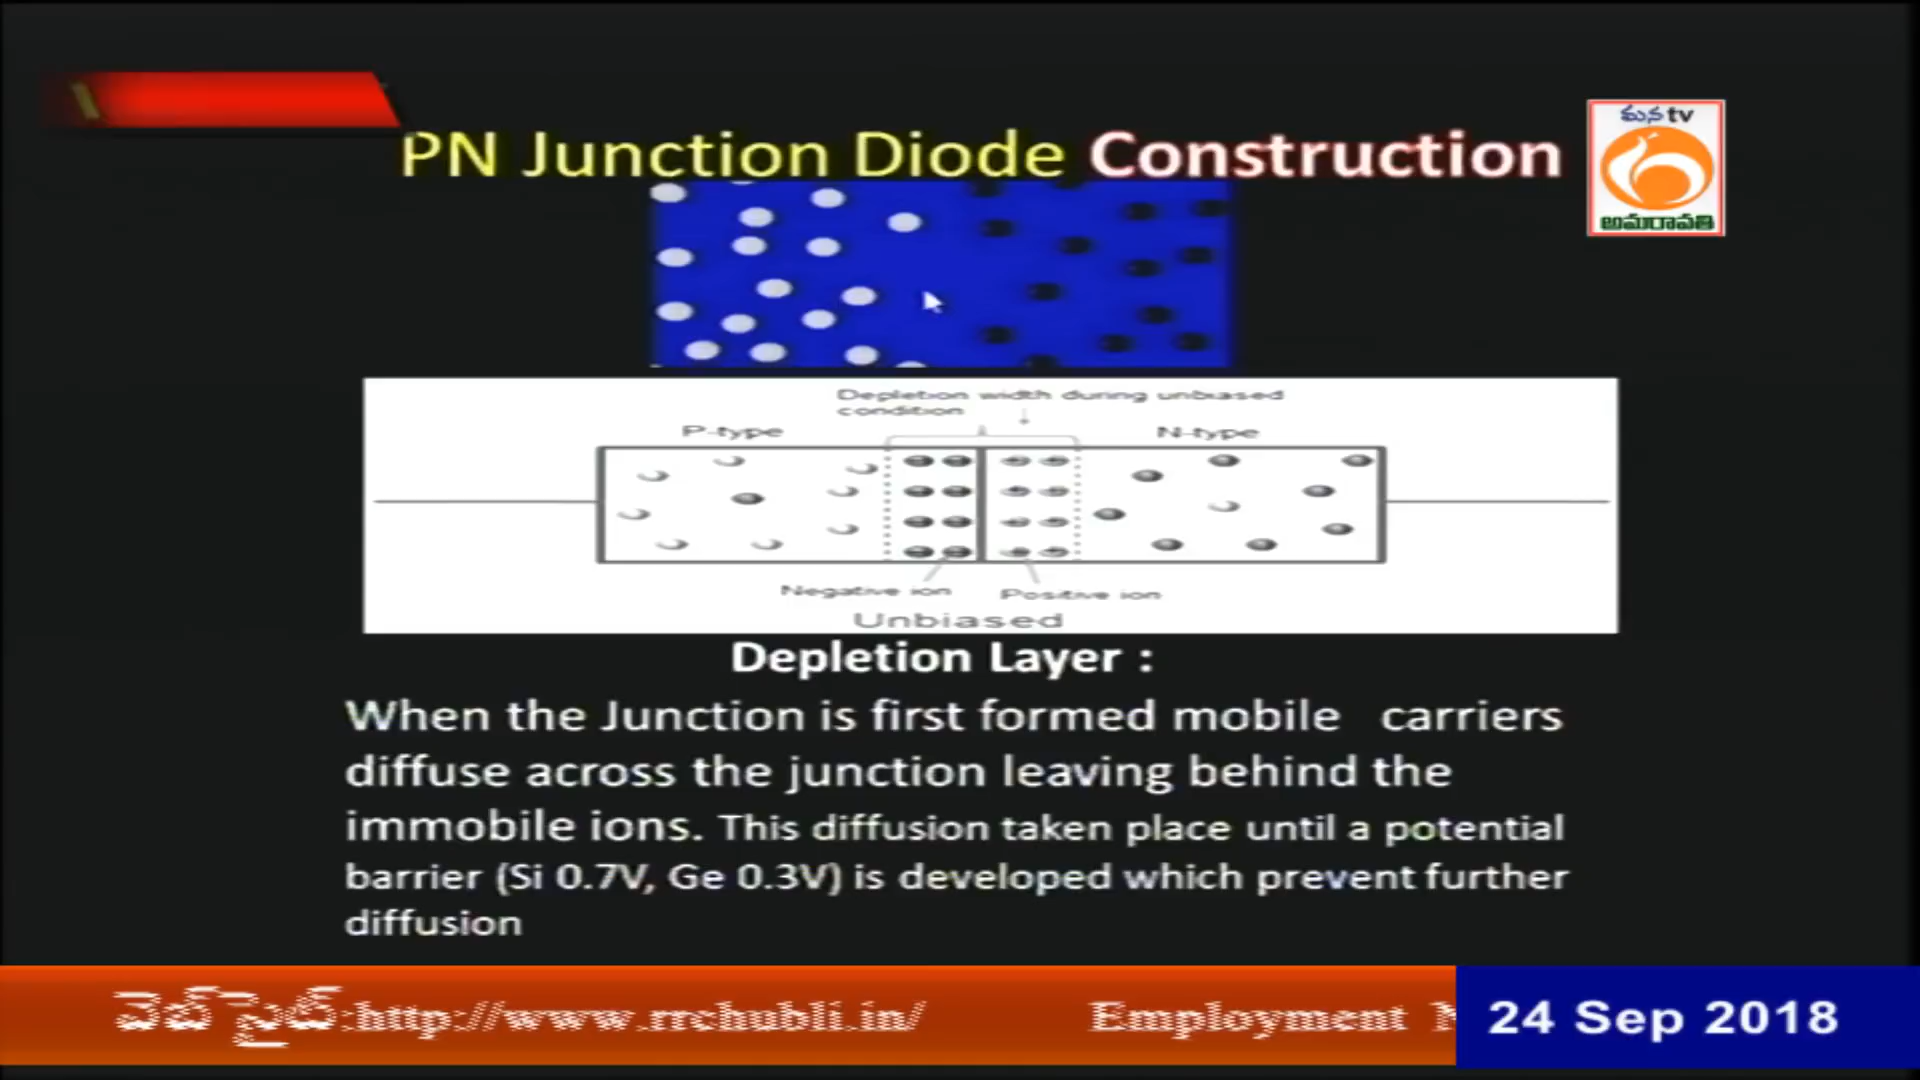 PN Junction Diode Construction
మన tv
అమరావతి
Depletion width during unbiased
condition
P-type
N-type
Negative ion
Positive ion
Unbiased
Depletion Layer :
When the Junction is first formed mobile carriers
diffuse across the junction leaving behind the
immobile ions. This diffusion taken place until a potential
barrier (Si 0.7V, Ge 0.3V) is developed which prevent further
diffusion
వెబ్ సైట్:http://www.rrchubli.in/ Employment
24 Sep 2018